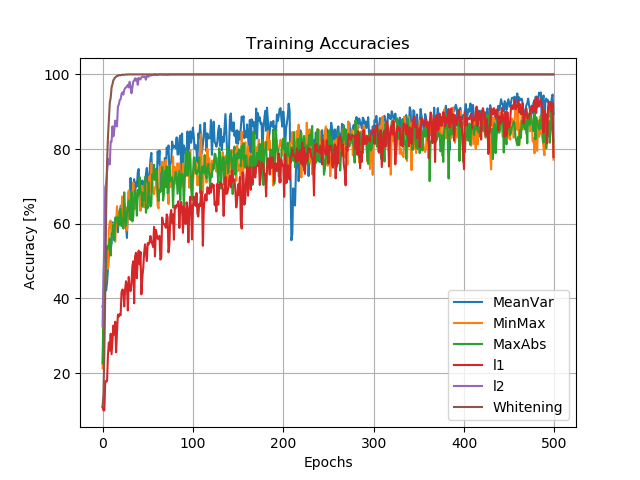 Training Accuracies
100
80
60
40
20
Accuracy [%]
0
100
200
300
400
500
Epochs
MeanVar
MinMax
MaxAbs
l1
l2
Whitening